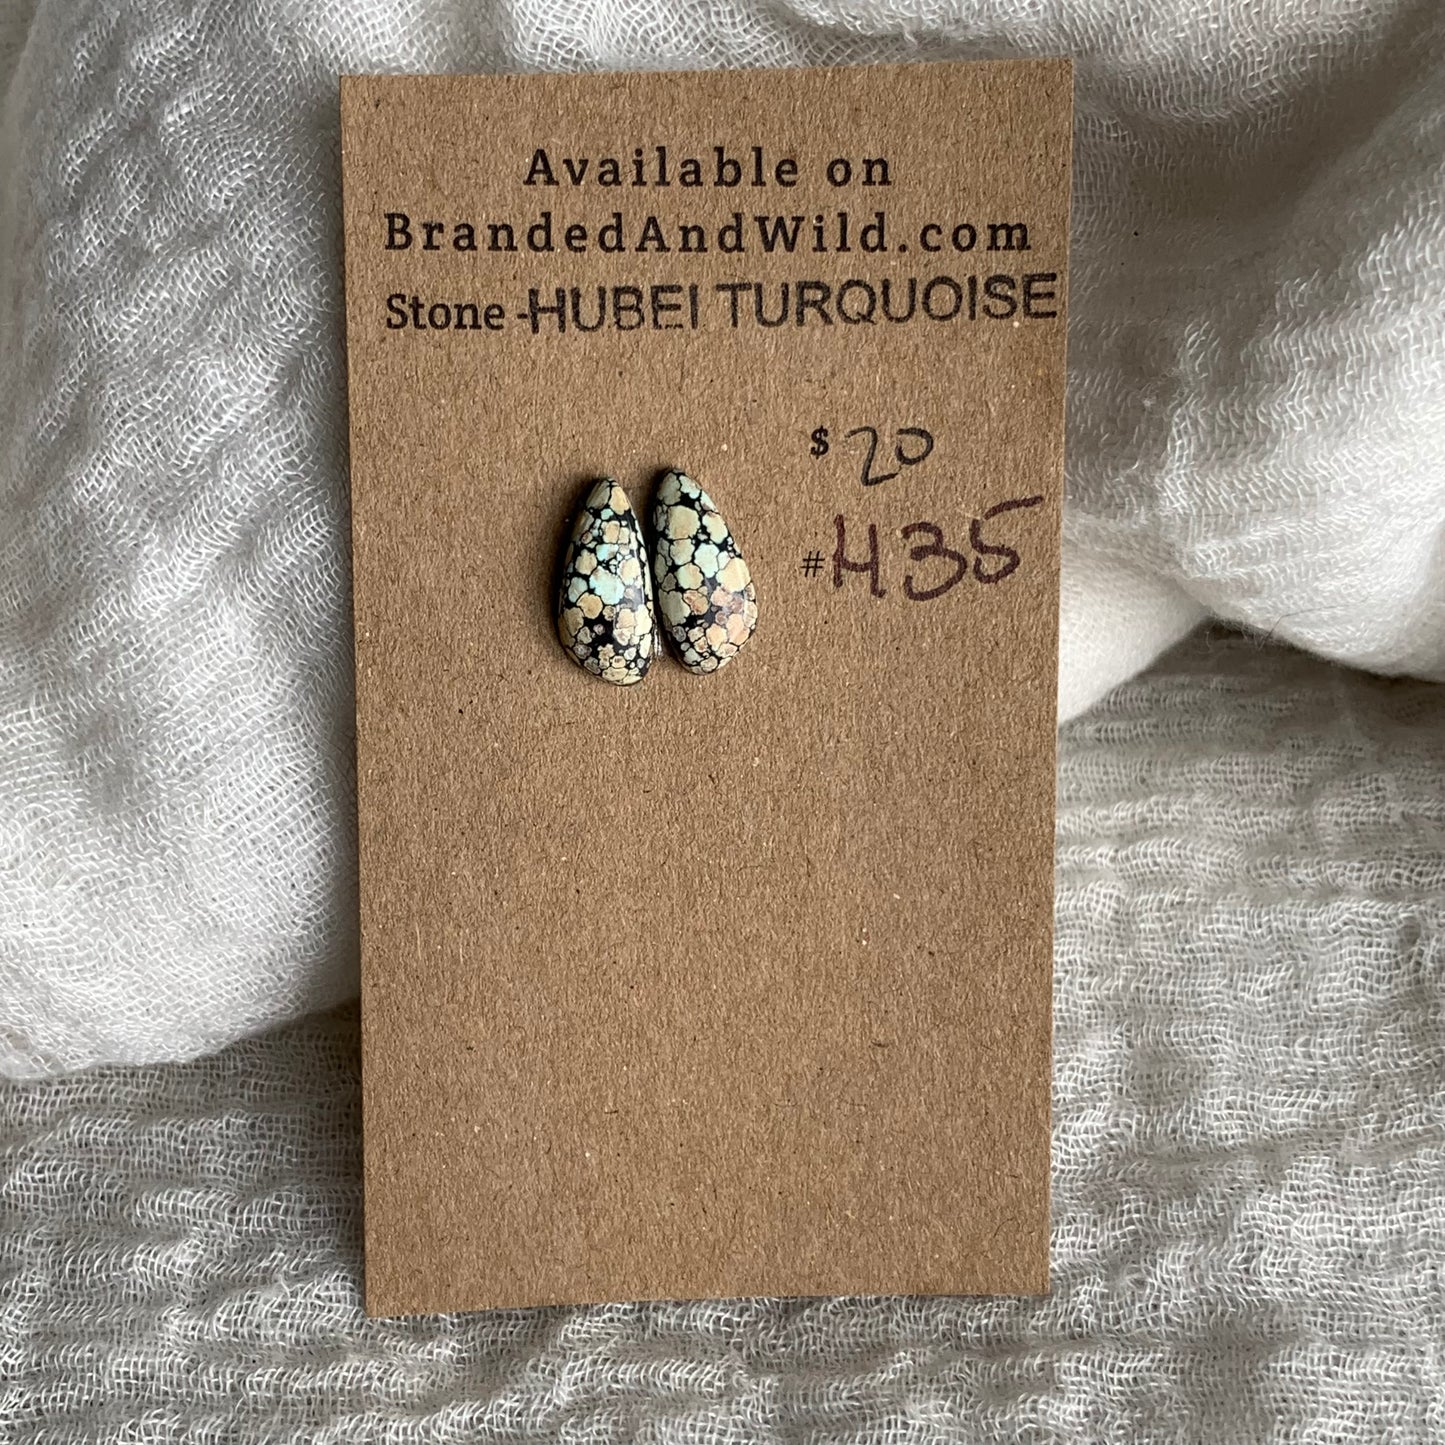 Available on
BrandedAndWild.com
Stone - HUBEI TURQUOISE
$ 20
# H35